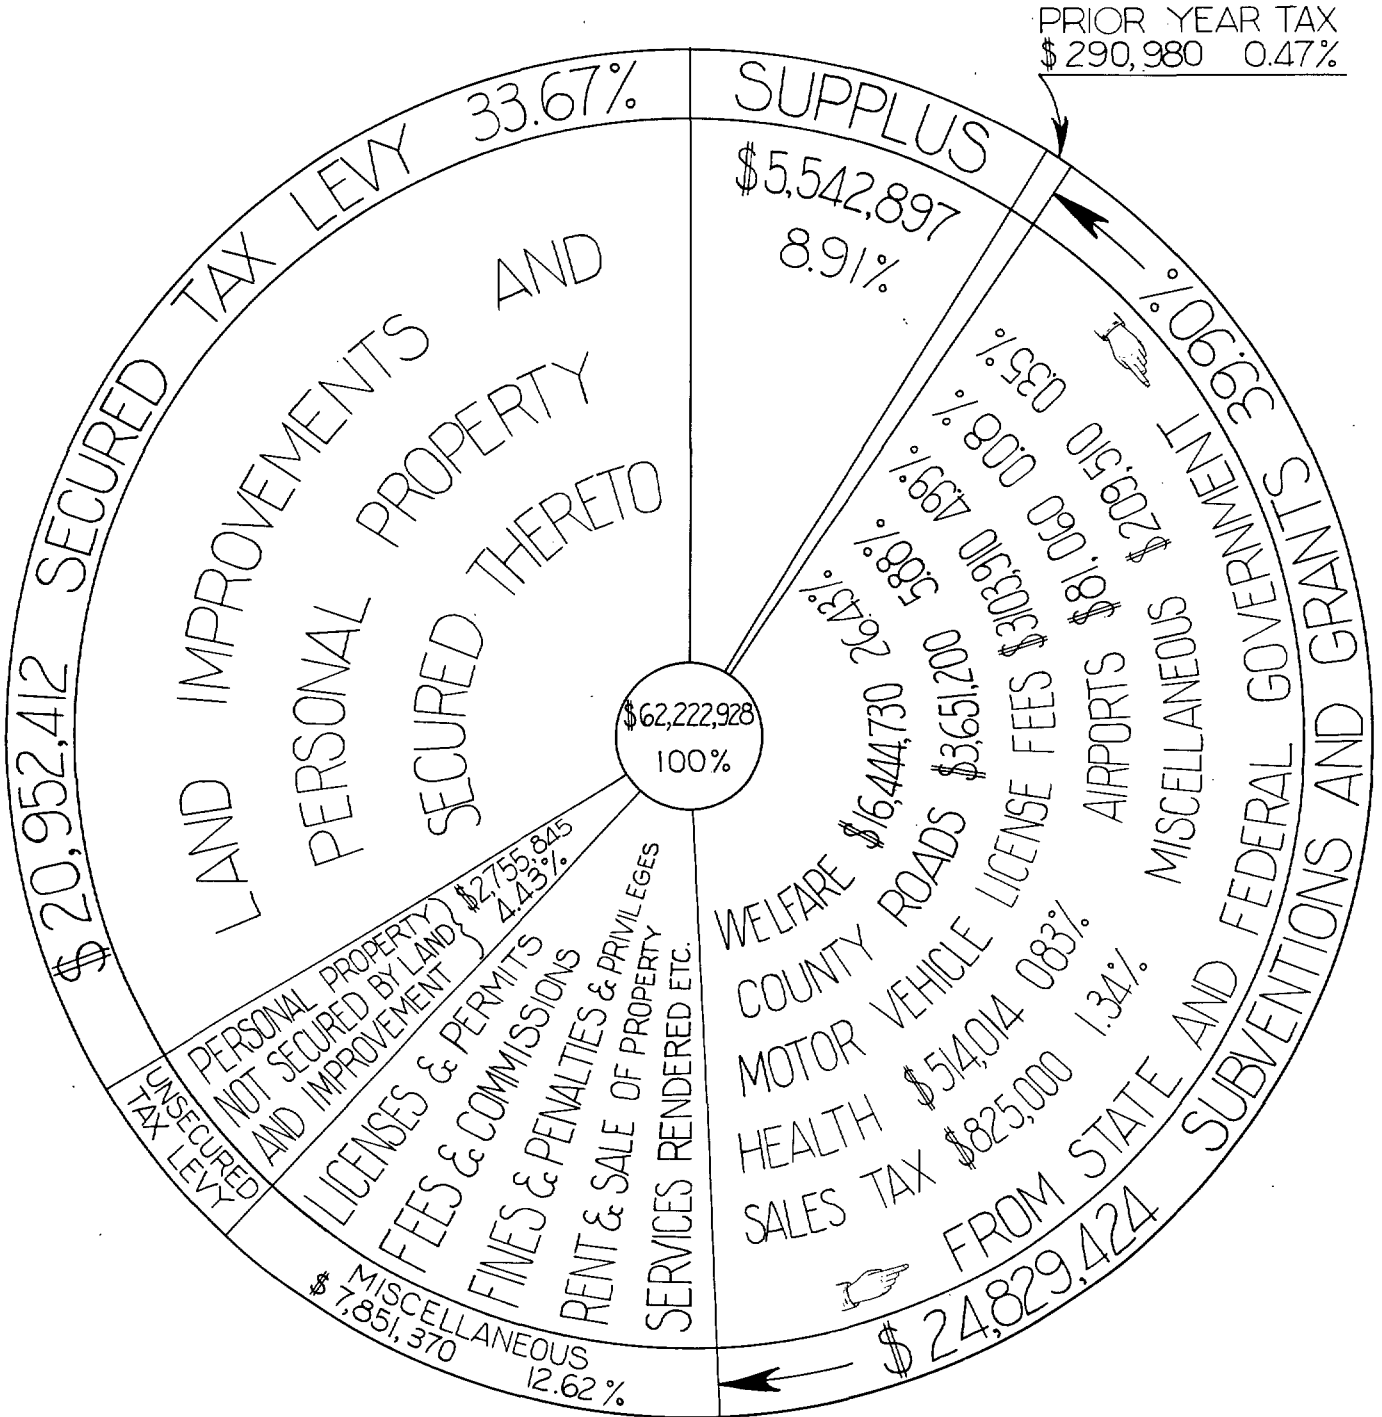 PRIOR YEAR TAX
$290,980 0.47%
SUPPLUS
$5,542,897
8.91%
$20,952,412 SECURED TAX LEVY 33.67%
LAND IMPROVEMENTS AND
PERSONAL PROPERTY
SECURED THERETO
$62,222,928
100%
SUBVENTIONS AND GRANTS 39.90%
$24,829,424
FROM STATE AND FEDERAL GOVERNMENT
WELFARE $16,444,730 26.43%
COUNTY ROADS $3,651,200 5.88%
MOTOR VEHICLE LICENSE FEES $3,103,910 4.99%
AIRPORTS $81,060 0.08%
MISCELLANEOUS $209,510 0.35%
HEALTH $514,014 0.83%
SALES TAX $825,000 1.34%
UNSECURED
TAX LEVY
PERSONAL PROPERTY
NOT SECURED BY LAND
AND IMPROVEMENT
$2,755,845
4.43%
LICENSES & PERMITS
FEES & COMMISSIONS
FINES & PENALTIES & PRIVILEGES
RENT & SALE OF PROPERTY
SERVICES RENDERED ETC.
MISCELLANEOUS
$7,851,370 12.62%